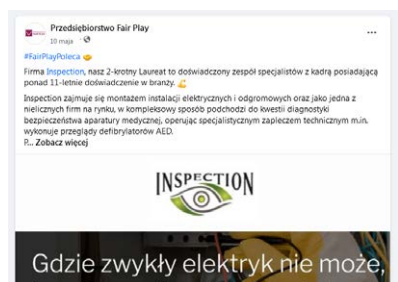 Przedsiębiorstwo Fair Play
10 maja ·
#FairPlayPoleca
Firma Inspection, nasz 2-krotny Laureat to doświadczony zespół specjalistów z kadrą posiadającą
ponad 11-letnie doświadczenie w branży.
Inspection zajmuje się montażem instalacji elektrycznych i odgromowych oraz jako jedna z
nielicznych firm na rynku, w kompleksowy sposób podchodzi do kwestii diagnostyki
bezpieczeństwa aparatury medycznej, operując specjalistycznym zapleczem technicznym m.in.
wykonuje przeglądy defibrylatorów AED.
P... Zobacz więcej
INSPECTION
Gdzie zwykły elektryk nie może,